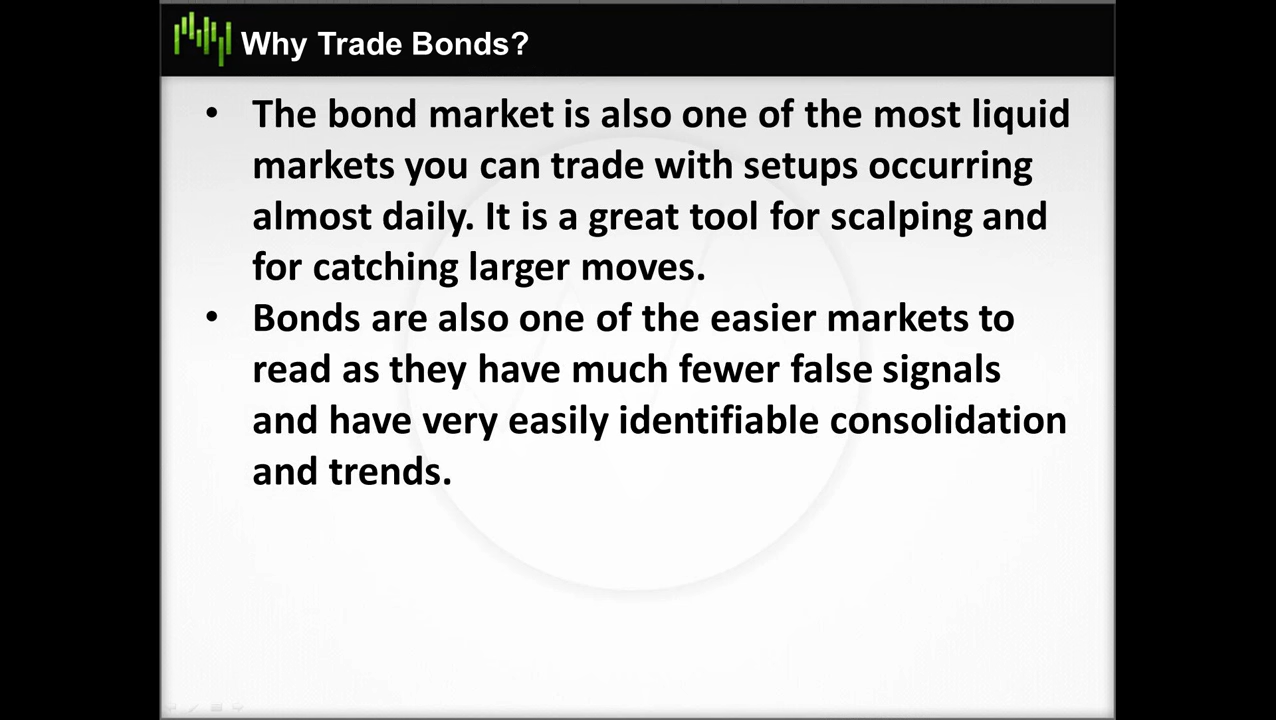 Why Trade Bonds?
• The bond market is also one of the most liquid
markets you can trade with setups occurring
almost daily. It is a great tool for scalping and
for catching larger moves.
• Bonds are also one of the easier markets to
read as they have much fewer false signals
and have very easily identifiable consolidation
and trends.